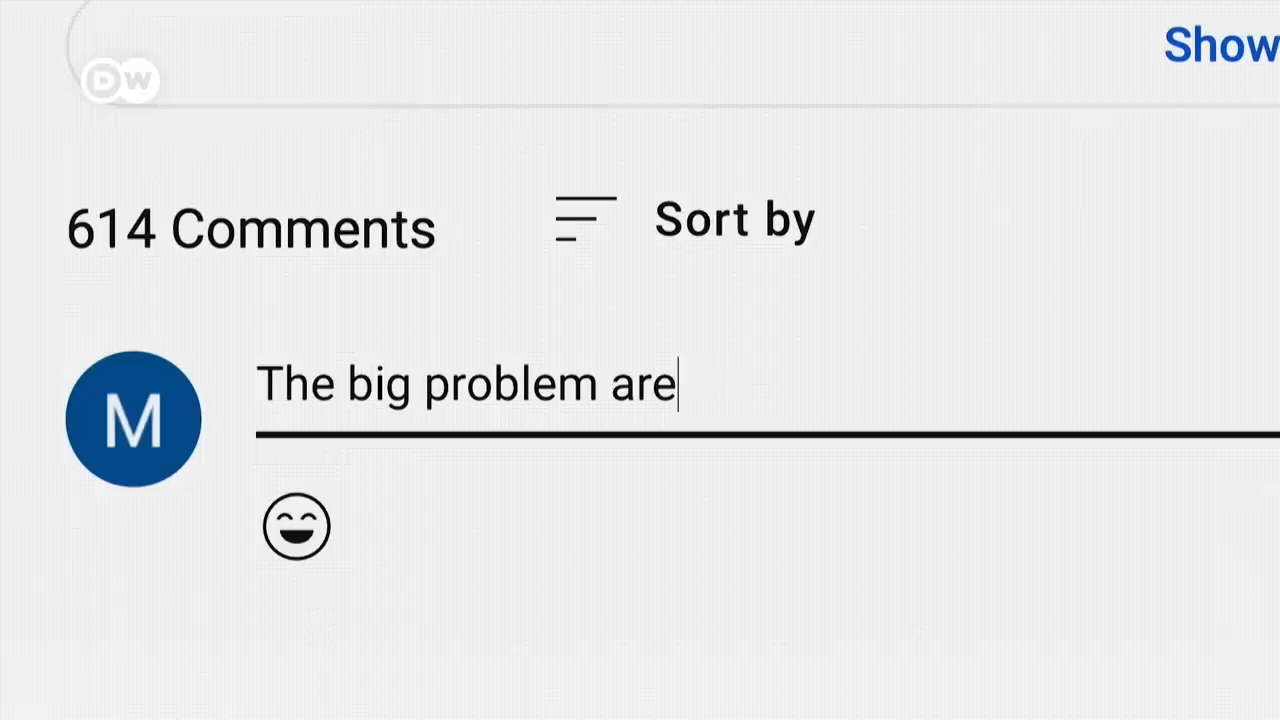 Show
DW
614 Comments
Sort by
M
The big problem are